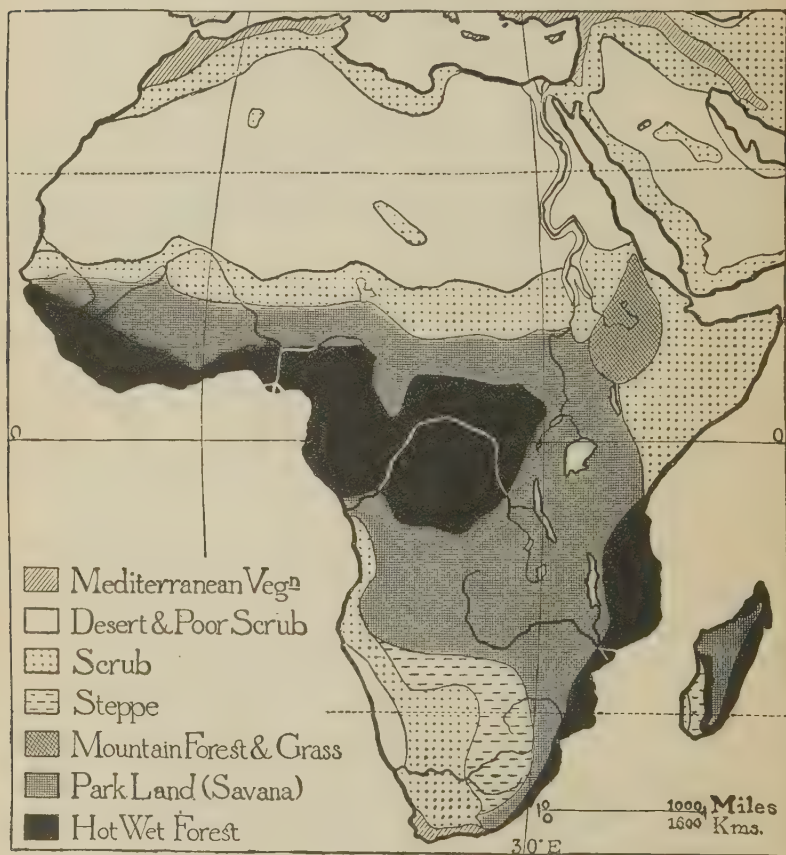 0
0
Mediterranean Vegn
Desert & Poor Scrub
Scrub
Steppe
Mountain Forest & Grass
Park Land (Savana)
Hot Wet Forest
1000 Miles
1600 Kms.
30°E